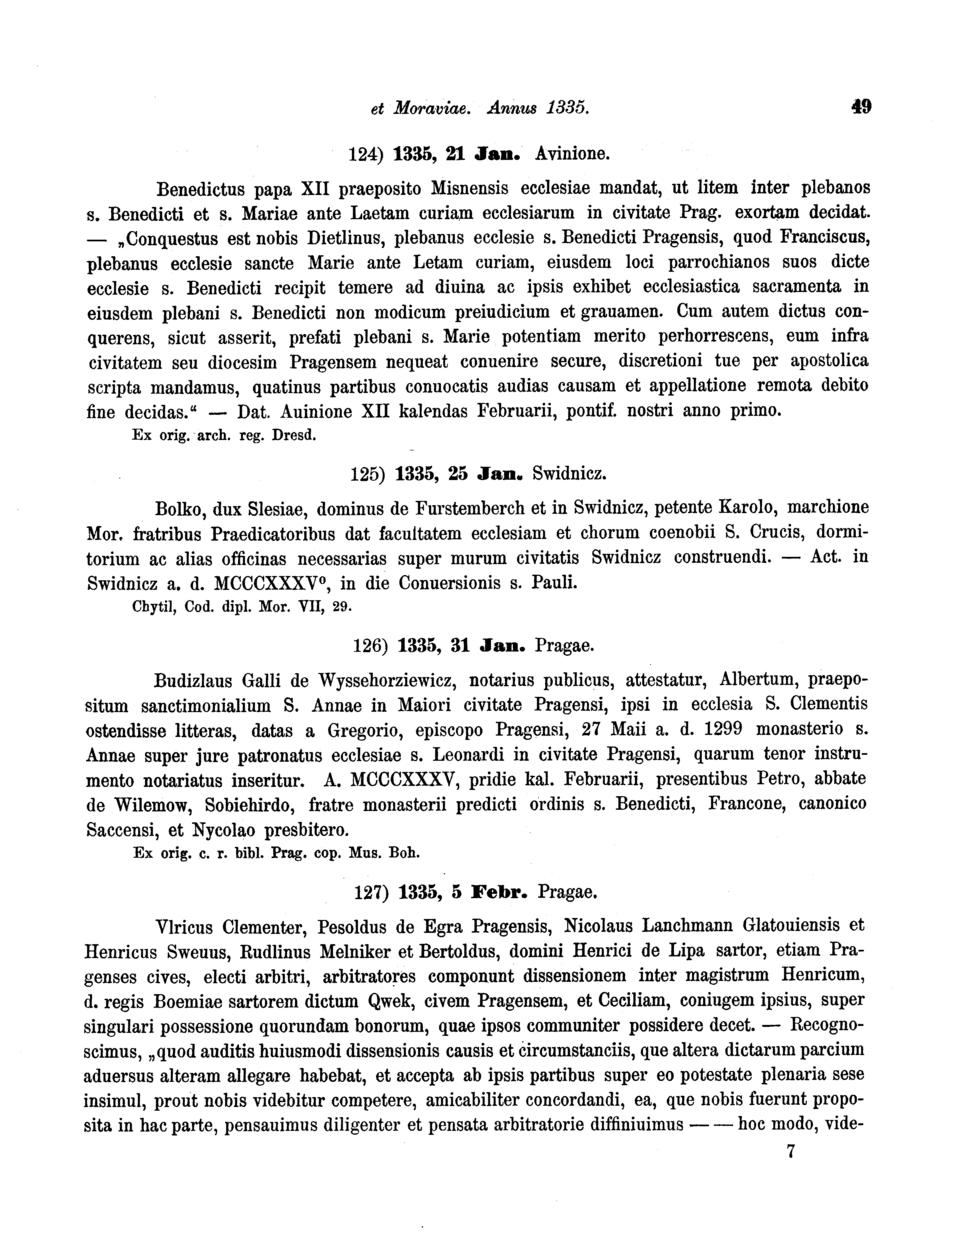 et Moraviae. Annus 1335. 49
124) 1335, 21 Jan. Avinione.
Benedictus papa XII praeposito Misnensis ecclesiae mandat, ut litem inter plebanos
s. Benedicti et s. Mariae ante Laetam curiam ecclesiarum in civitate Prag. exortam decidat.
— „Conquestus est nobis Dietlinus, plebanus ecclesie s. Benedicti Pragensis, quod Franciscus,
plebanus ecclesie sancte Marie ante Letam curiam, eiusdem loci parrochianos suos dicte
ecclesie s. Benedicti recipit temere ad diuina ac ipsis exhibet ecclesiastica sacramenta in
eiusdem plebani s. Benedicti non modicum preiudicium et grauamen. Cum autem dictus con-
querens, sicut asserit, prefati plebani s. Marie potentiam merito perhorrescens, eum infra
civitatem seu diocesim Pragensem nequeat conuenire secure, discretioni tue per apostolica
scripta mandamus, quatinus partibus conuocatis audias causam et appellatione remota debito
fine decidas.“ — Dat. Auinione XII kalendas Februarii, pontif. nostri anno primo.
Ex orig. arch. reg. Dresd.
125) 1335, 25 Jan. Swidnicz.
Bolko, dux Slesiae, dominus de Furstemberch et in Swidnicz, petente Karolo, marchione
Mor. fratribus Praedicatoribus dat facultatem ecclesiam et chorum coenobii S. Crucis, dormi-
torium ac alias officinas necessarias super murum civitatis Swidnicz construendi. — Act. in
Swidnicz a. d. MCCCXXXV⁰, in die Conuersionis s. Pauli.
Chytil, Cod. dipl. Mor. VII, 29.
126) 1335, 31 Jan. Pragae.
Budizlaus Galli de Wyssehorziewicz, notarius publicus, attestatur, Albertum, praepo-
situm sanctimonialium S. Annae in Maiori civitate Pragensi, ipsi in ecclesia S. Clementis
ostendisse litteras, datas a Gregorio, episcopo Pragensi, 27 Maii a. d. 1299 monasterio s.
Annae super jure patronatus ecclesiae s. Leonardi in civitate Pragensi, quarum tenor instru-
mento notariatus inseritur. A. MCCCXXXV, pridie kal. Februarii, presentibus Petro, abbate
de Wilemow, Sobiehirdo, fratre monasterii predicti ordinis s. Benedicti, Francone, canonico
Saccensi, et Nycolao presbitero.
Ex orig. c. r. bibl. Prag. cop. Mus. Boh.
127) 1335, 5 Febr. Pragae.
Vlricus Clementer, Pesoldus de Egra Pragensis, Nicolaus Lanchmann Glatouiensis et
Henricus Sweuus, Rudlinus Melniker et Bertoldus, domini Henrici de Lipa sartor, etiam Pra-
genses cives, electi arbitri, arbitratores componunt dissensionem inter magistrum Henricum,
d. regis Boemiae sartorem dictum Qwek, civem Pragensem, et Ceciliam, coniugem ipsius, super
singulari possessione quorundam bonorum, quae ipsos communiter possidere decet. — Recogno-
scimus, „quod auditis huiusmodi dissensionis causis et circumstanciis, que altera dictarum parcium
aduersus alteram allegare habebat, et accepta ab ipsis partibus super eo potestate plenaria sese
insimul, prout nobis videbitur competere, amicabiliter concordandi, ea, que nobis fuerunt propo-
sita in hac parte, pensauimus diligenter et pensata arbitratorie diffiniuimus — — hoc modo, vide-
7